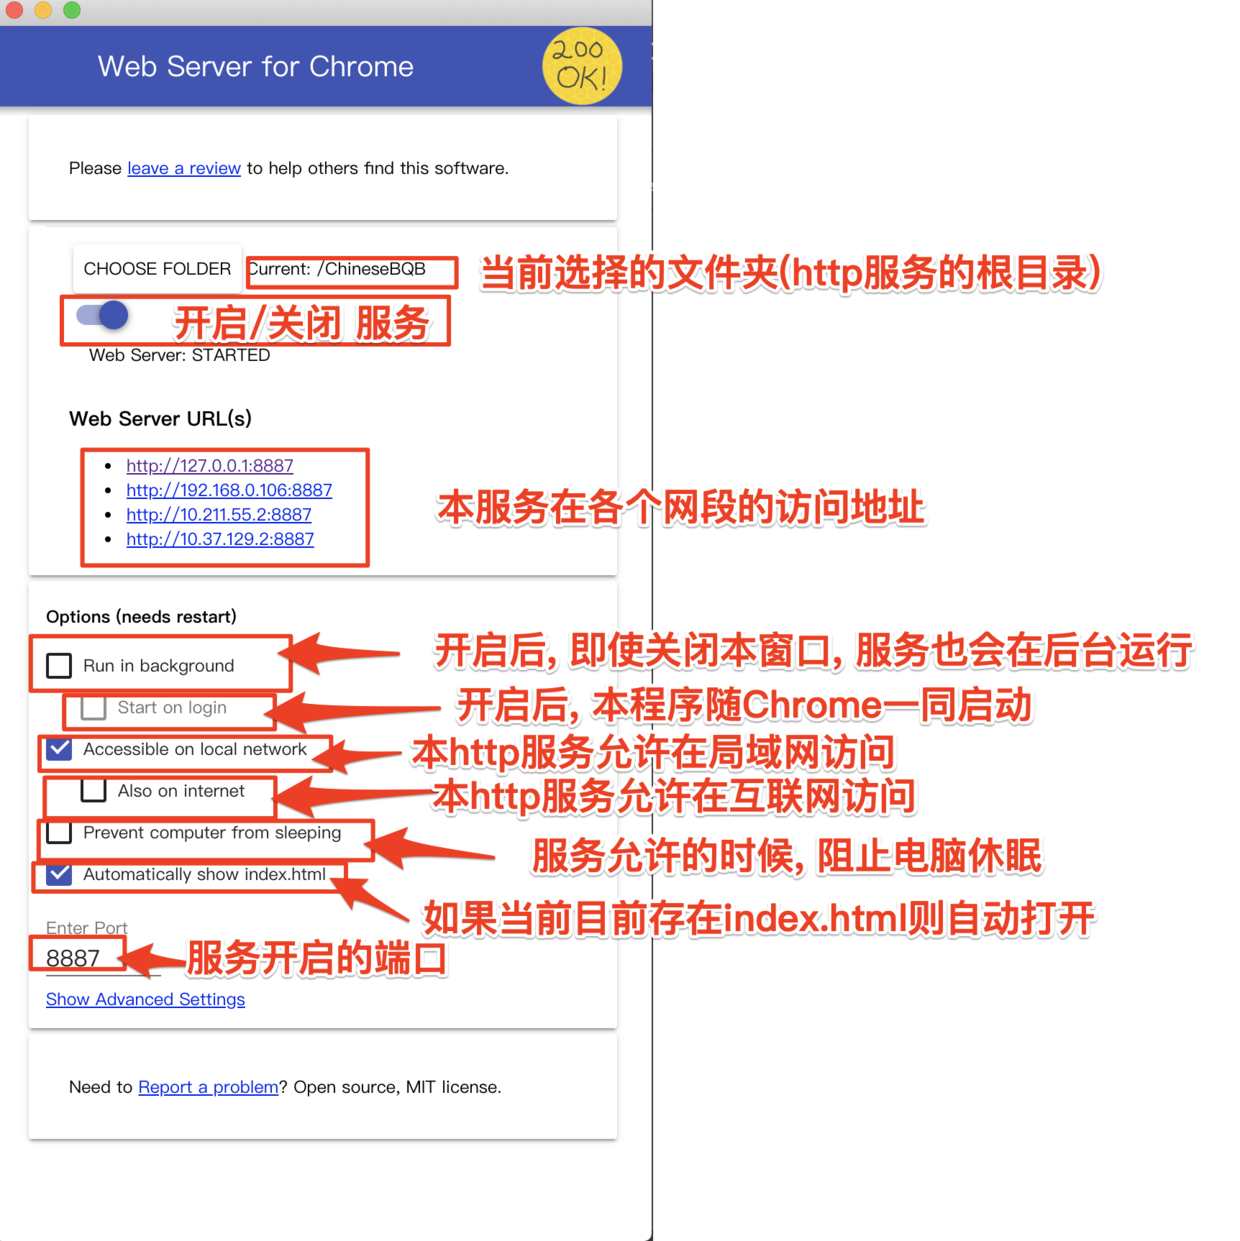 Web Server for Chrome
200
OK!
Please leave a review to help others find this software.
CHOOSE FOLDER
Current: /ChineseBQB
当前选择的文件夹(http服务的根目录)
开启/关闭 服务
Web Server: STARTED
Web Server URL(s)
http://127.0.0.1:8887
http://192.168.0.106:8887
http://10.211.55.2:8887
http://10.37.129.2:8887
本服务在各个网段的访问地址
Options (needs restart)
Run in background
开启后, 即使关闭本窗口, 服务也会在后台运行
Start on login
开启后, 本程序随Chrome一同启动
Accessible on local network
本http服务允许在局域网访问
Also on internet
本http服务允许在互联网访问
Prevent computer from sleeping
服务允许的时候, 阻止电脑休眠
Automatically show index.html
如果当前目前存在index.html则自动打开
Enter Port
8887
服务开启的端口
Show Advanced Settings
Need to Report a problem? Open source, MIT license.